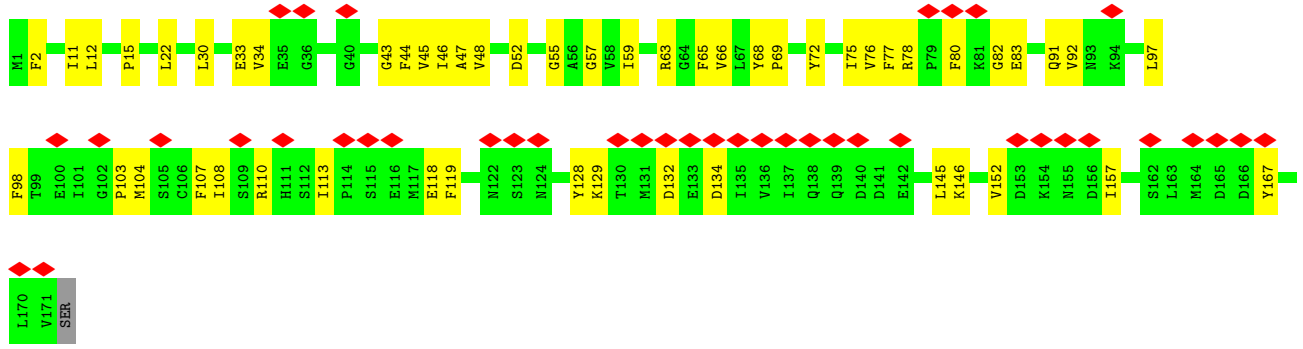 M1 F2 I11 L12 P15 L22 L30 E33 V34 E35 G36 G40 G43 F44 V45 I46 A47 V48 D52 G55 A56 G57 V58 I59 R63 G64 F65 V66 L67 Y68 P69 Y72 I75 V76 F77 R78 P79 F80 K81 G82 E83 Q91 V92 N93 K94 L97
F98 T99 E100 I101 G102 P103 M104 S105 C106 F107 I108 S109 R110 H111 S112 I113 P114 S115 E116 M117 E118 F119 N122 S123 N124 Y128 K129 T130 M131 D132 E133 D134 I135 V136 I137 Q138 Q139 D140 D141 E142 L145 K146 V152 D153 K154 N155 D156 I157 S162 L163 M164 D165 D166 Y167
L170 V171 SER